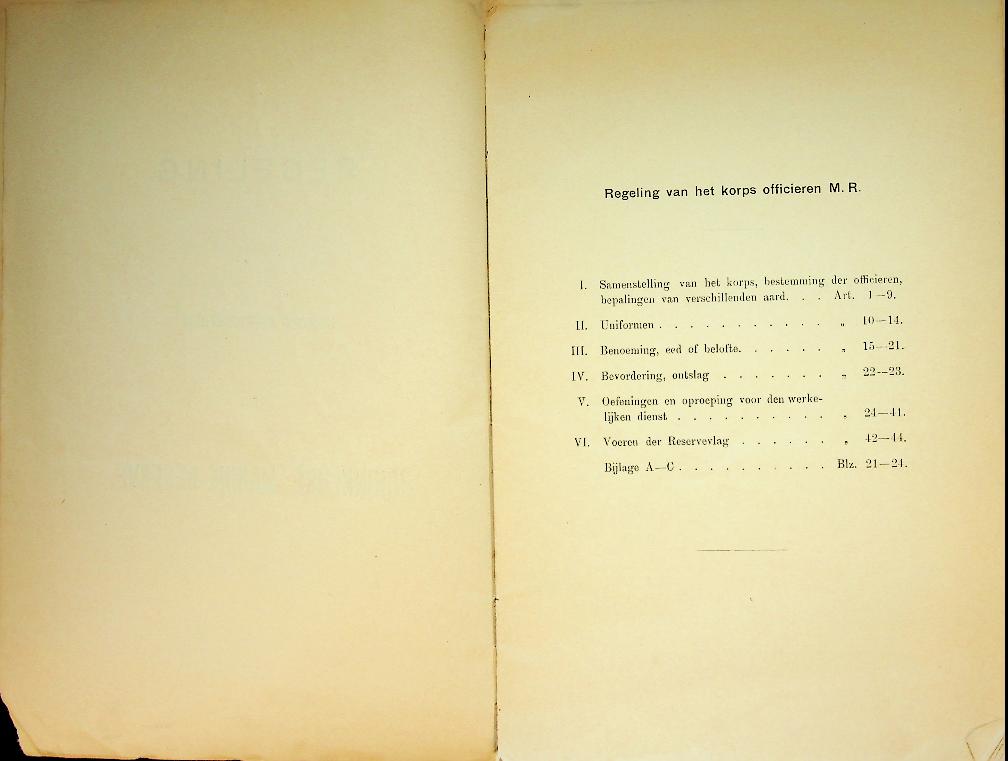 Regeling van het korps officieren M. R.
I. Samenstelling van het korps, bestemming der officieren,
bepalingen van verschillenden aard. . . Art. 1—9.
II. Uniformen . . . . . . . . . . . „ 10—14.
III. Benoeming, eed of belofte. . . . . . „ 15—21.
IV. Bevordering, ontslag . . . . . . . „ 22—23.
V. Oefeningen en oproeping voor den werke-
lijken dienst . . . . . . . . . . „ 24—41.
VI. Voeren der Reservevlag . . . . . . „ 42—44.
Bijlage A—C . . . . . . . . . . Blz. 21—24.